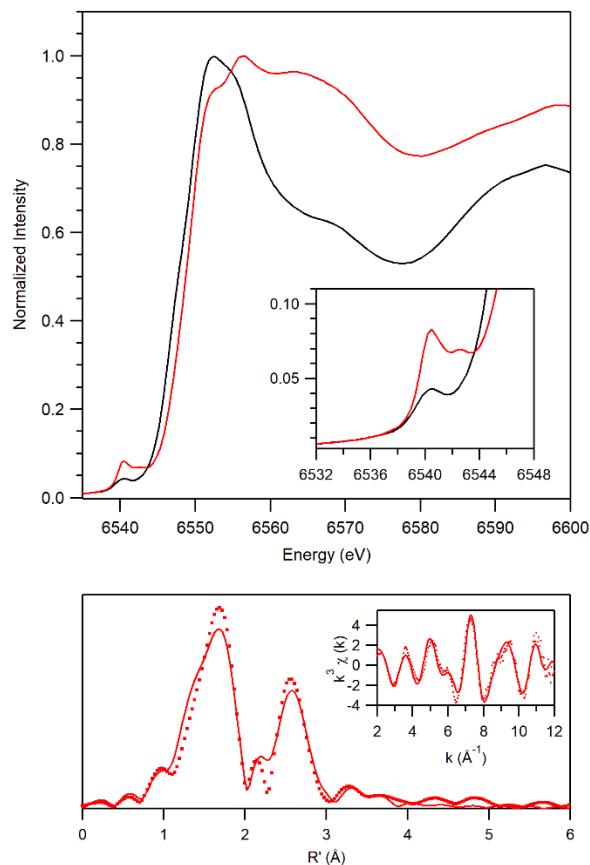 1.0
0.8
0.6
0.4
0.2
0.0
Normalized Intensity
0.10
0.05
6532 6536 6540 6544 6548
6540 6550 6560 6570 6580 6590 6600
Energy (eV)
4
2
0
-2
-4
k³ χ (k)
2 4 6 8 10 12
k (Å⁻¹)
0 1 2 3 4 5 6
R' (Å)